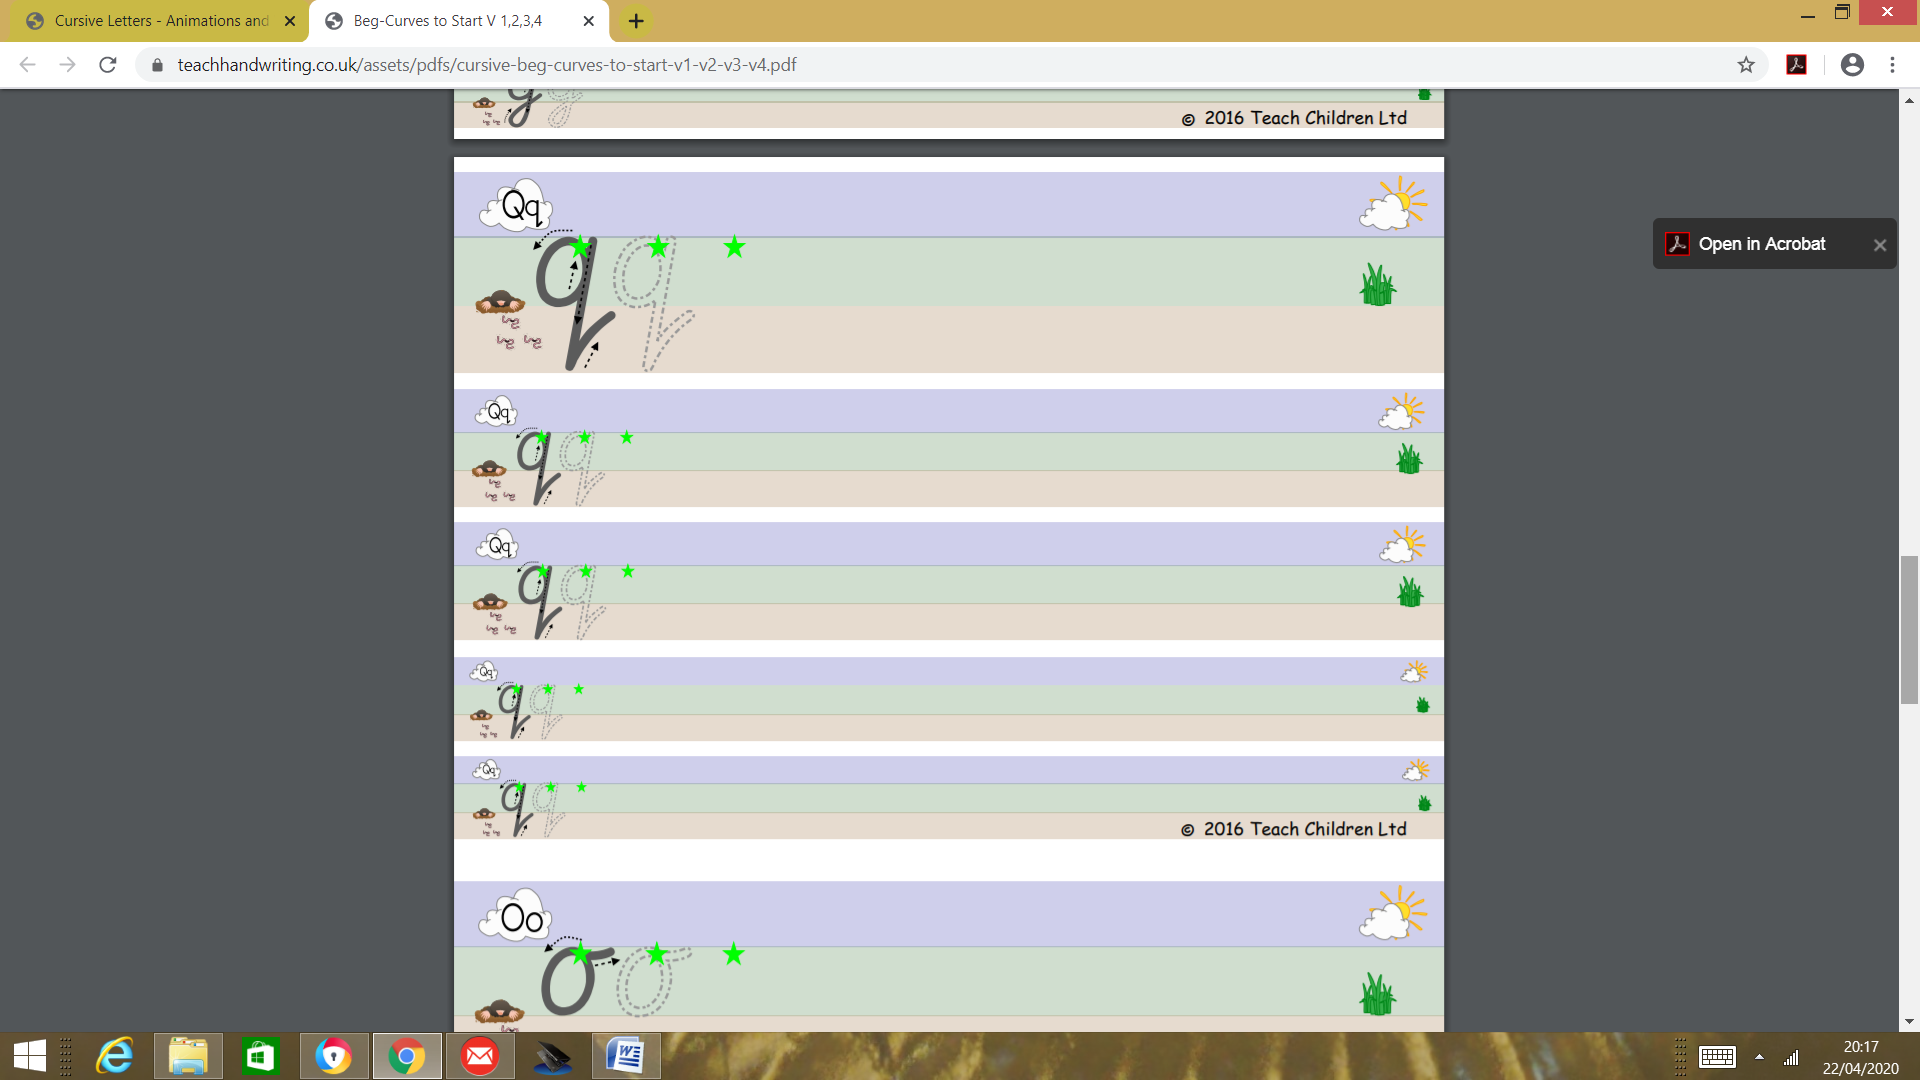 Cursive Letters - Animations and
Beg-Curves to Start V 1,2,3,4
teachhandwriting.co.uk/assets/pdfs/cursive-beg-curves-to-start-v1-v2-v3-v4.pdf
g g
© 2016 Teach Children Ltd
Open in Acrobat
Qq
q q
Qq
q q
Qq
q q
Qq
q q
Qq
q q
© 2016 Teach Children Ltd
Oo
o o
20:17
22/04/2020